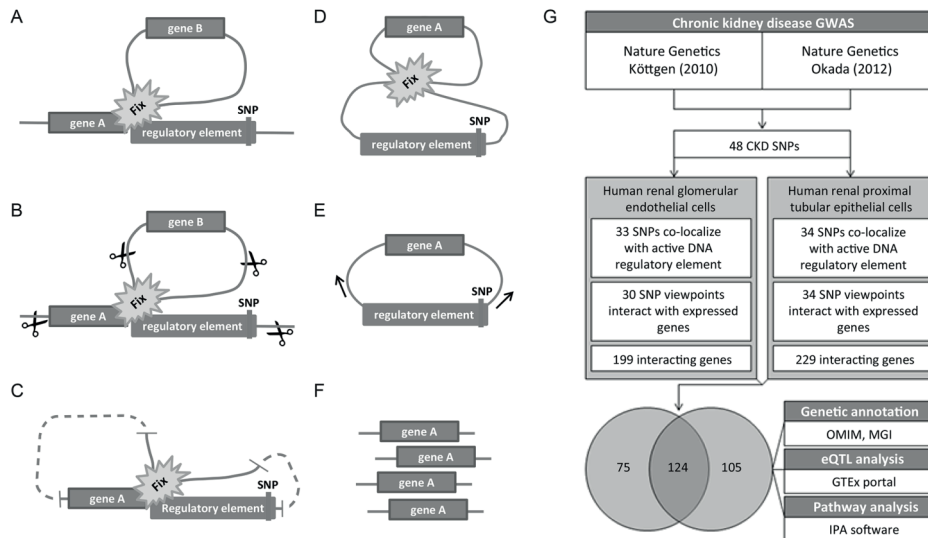 A
gene B
Fix
SNP
gene A
regulatory element
B
gene B
Fix
SNP
gene A
regulatory element
C
Fix
SNP
gene A
Regulatory element
D
gene A
Fix
SNP
regulatory element
E
gene A
SNP
regulatory element
F
gene A
gene A
gene A
gene A
G
Chronic kidney disease GWAS
Nature Genetics
Köttgen (2010)
Nature Genetics
Okada (2012)
48 CKD SNPs
Human renal glomerular
endothelial cells
33 SNPs co-localize
with active DNA
regulatory element
30 SNP viewpoints
interact with expressed
genes
199 interacting genes
Human renal proximal
tubular epithelial cells
34 SNPs co-localize
with active DNA
regulatory element
34 SNP viewpoints
interact with expressed
genes
229 interacting genes
75
124
105
Genetic annotation
OMIM, MGI
eQTL analysis
GTEx portal
Pathway analysis
IPA software